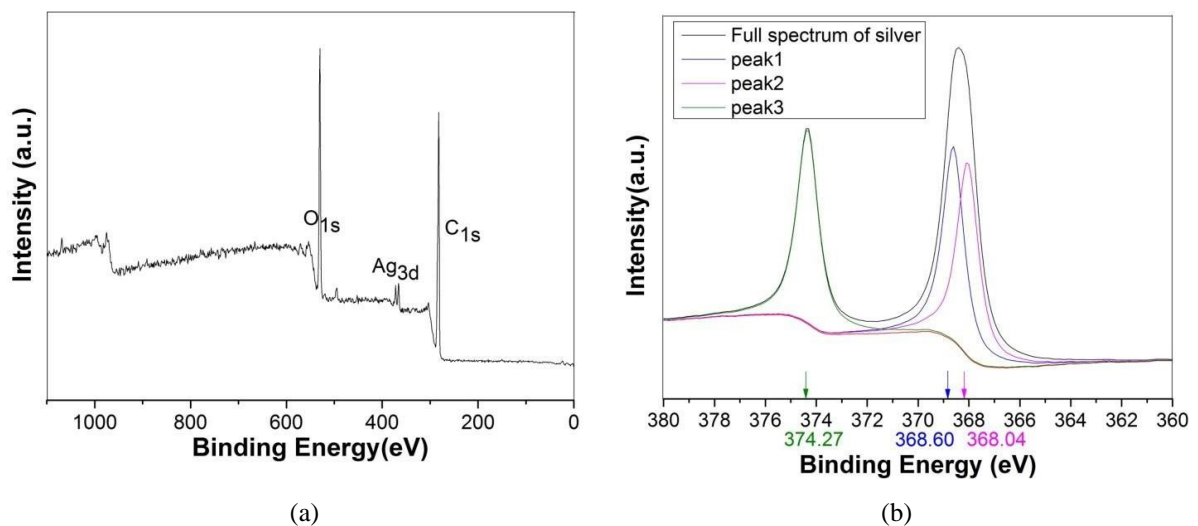 Intensity (a.u.)
O1s
Ag3d
C1s
1000 800 600 400 200 0
Binding Energy(eV)
(a)
Full spectrum of silver
peak1
peak2
peak3
Intensity(a.u.)
380 378 376 374 372 370 368 366 364 362 360
374.27 368.60 368.04
Binding Energy (eV)
(b)